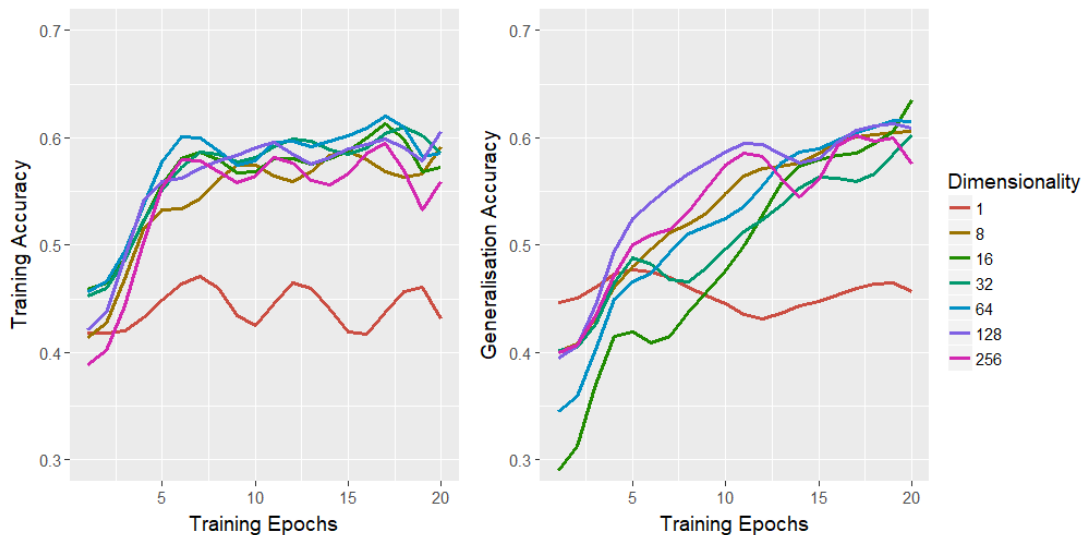 Training Accuracy
0.7
0.6
0.5
0.4
0.3
5 10 15 20
Training Epochs
Generalisation Accuracy
0.7
0.6
0.5
0.4
0.3
5 10 15 20
Training Epochs
Dimensionality
1
8
16
32
64
128
256